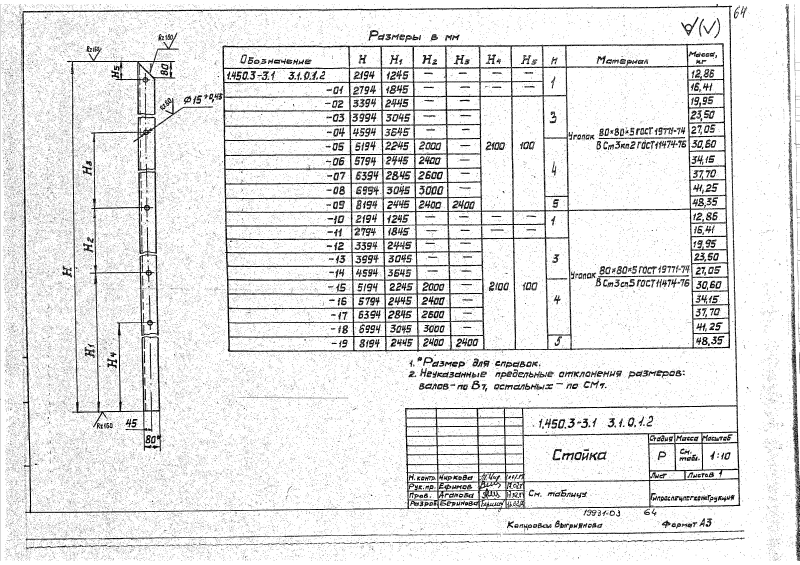 64
Размеры в мм
Обозначение H H1 H2 H3 H4 H5 n Материал Масса, кг
1.450.3-3.1 3.1.0.1.2 2194 1245 — — — — 1 12,86
-01 2794 1845 — — — — 16,41
-02 3394 2445 — — 2100 100 3 19,95
-03 3994 3045 — — 23,50
-04 4594 3645 — — 27,05
-05 5194 2245 2000 — 4 30,60
-06 5794 2445 2400 — 34,15
-07 6394 2845 2600 — 37,70
-08 6994 3045 3000 — 41,25
-09 8194 2445 2400 2400 5 48,35
Уголок 80×80×5 ГОСТ 19771-74
В Ст3кп2 ГОСТ 11474-76
-10 2194 1245 — — — — 1 12,86
-11 2794 1845 — — — — 16,41
-12 3394 2445 — — 2100 100 3 19,95
-13 3994 3045 — — 23,50
-14 4594 3645 — — 27,05
-15 5194 2245 2000 — 4 30,60
-16 5794 2445 2400 — 34,15
-17 6394 2845 2600 — 37,70
-18 6994 3045 3000 — 41,25
-19 8194 2445 2400 2400 5 48,35
Уголок 80×80×5 ГОСТ 19771-74
В Ст3сп5 ГОСТ 11474-76
Rz160
Rz160
H5
80
Rz80
Ø15+0,43
H3
H2
H
H1
H4
Rz160
45
80*
1.* Размер для справок.
2. Неуказанные предельные отклонения размеров:
валов - по В7, остальных - по СМ7.
1.450.3-3.1 3.1.0.1.2
Стойка
Стадия Масса Масштаб
Р См. табл. 1:10
Лист Листов 1
Н. контр. Чиркова
Рук. пр. Ефимов
Пров. Агапова
Разраб. Беринова
См. таблицу
Гипроспецлегконструкция
19931-03 64
Копировал Формат А3